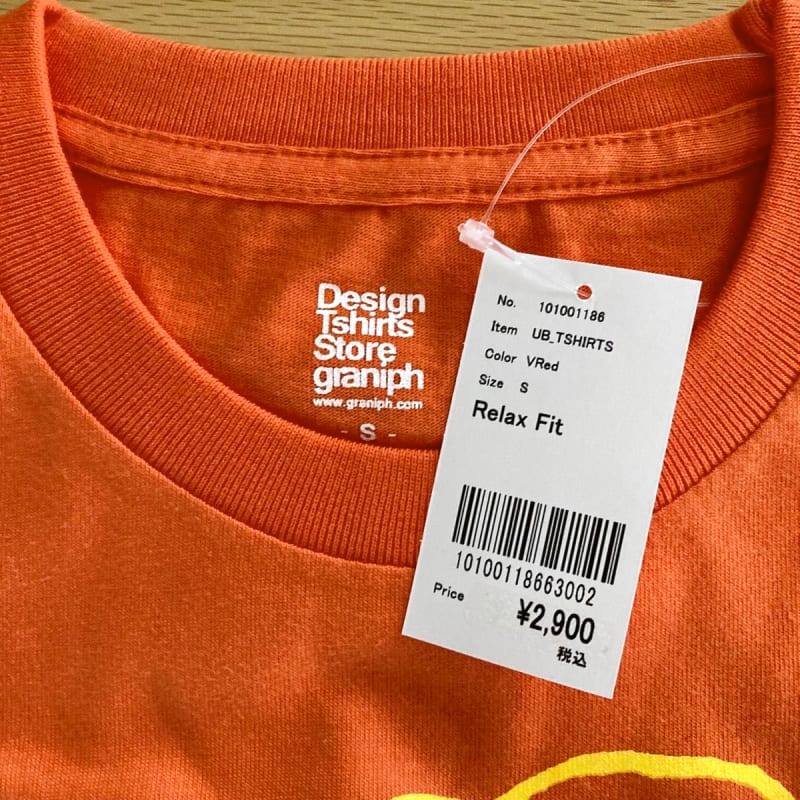 Design
Tshirts
Store
graniph
www.graniph.com
- S -
No. 101001186
Item UB_TSHIRTS
Color VRed
Size S
Relax Fit
10100118663002
Price
¥2,900
税込